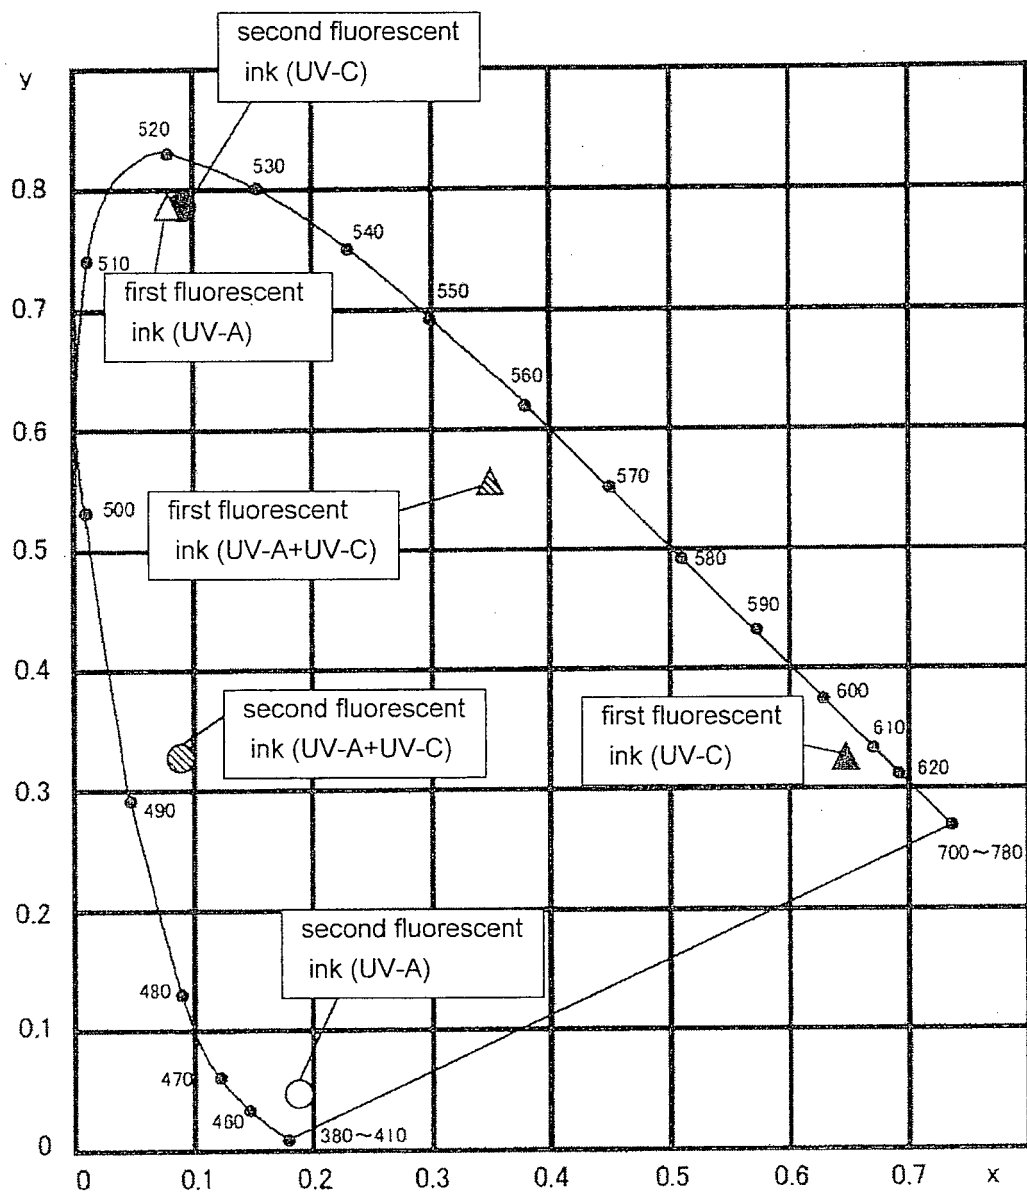 second fluorescent
ink (UV-C)
y
520
530
0.8
540
510
first fluorescent
ink (UV-A)
550
0.7
560
0.6
570
500
first fluorescent
ink (UV-A+UV-C)
0.5
580
590
0.4
600
second fluorescent
ink (UV-A+UV-C)
first fluorescent
ink (UV-C)
610
620
0.3
490
700～780
0.2
second fluorescent
ink (UV-A)
480
0.1
470
460
380～410
0
0 0.1 0.2 0.3 0.4 0.5 0.6 0.7 x